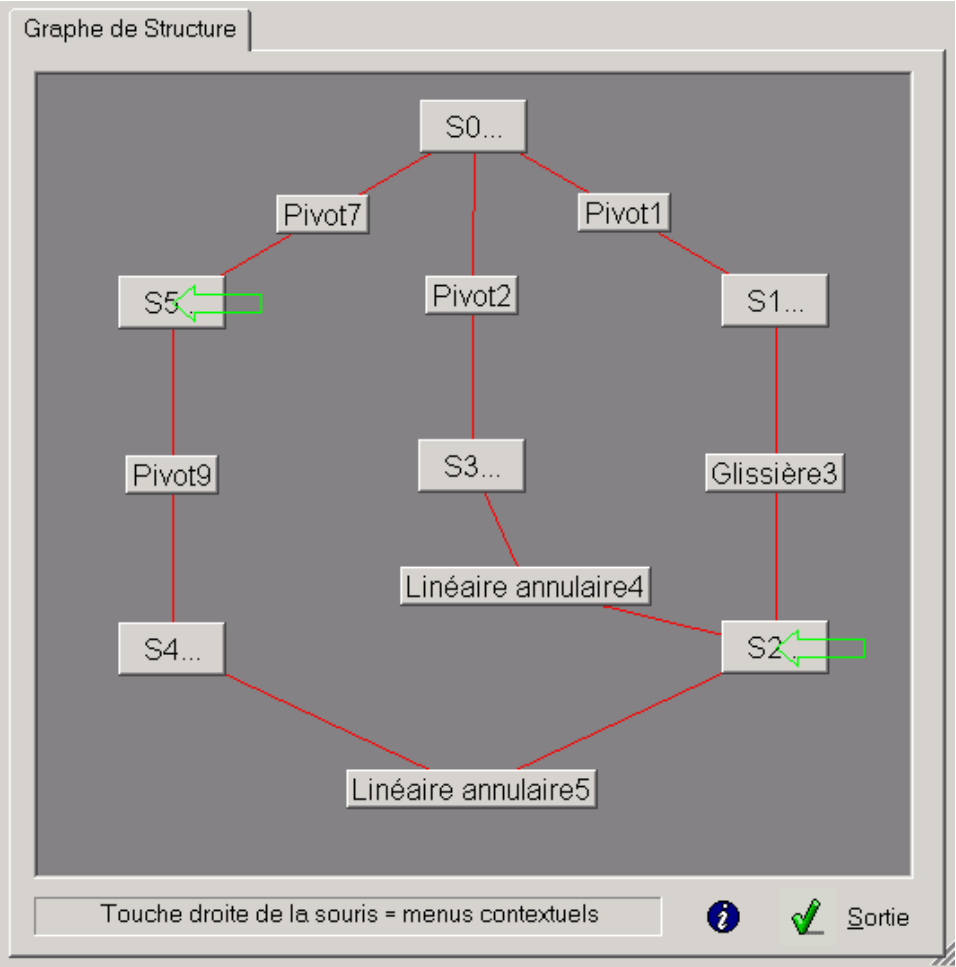 Graphe de Structure
S0...
Pivot7
Pivot1
S5..
Pivot2
S1...
S3...
Pivot9
Glissière3
Linéaire annulaire4
S4...
S2..
Linéaire annulaire5
Touche droite de la souris = menus contextuels
Sortie